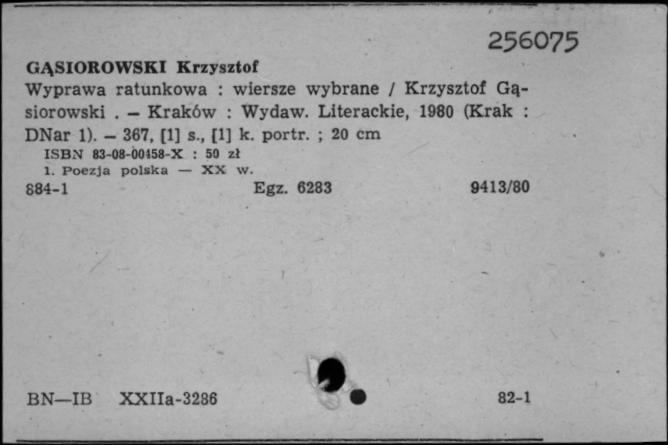 256075
GĄSIOROWSKI Krzysztof
Wyprawa ratunkowa : wiersze wybrane / Krzysztof Gą-
siorowski . — Kraków : Wydaw. Literackie, 1980 (Krak :
DNar 1). — 367, [1] s., [1] k. portr. ; 20 cm
ISBN 83-08-00458-X : 50 zł
1. Poezja polska — XX w.
884-1 Egz. 6283 9413/80
BN—IB XXIIa-3286 82-1